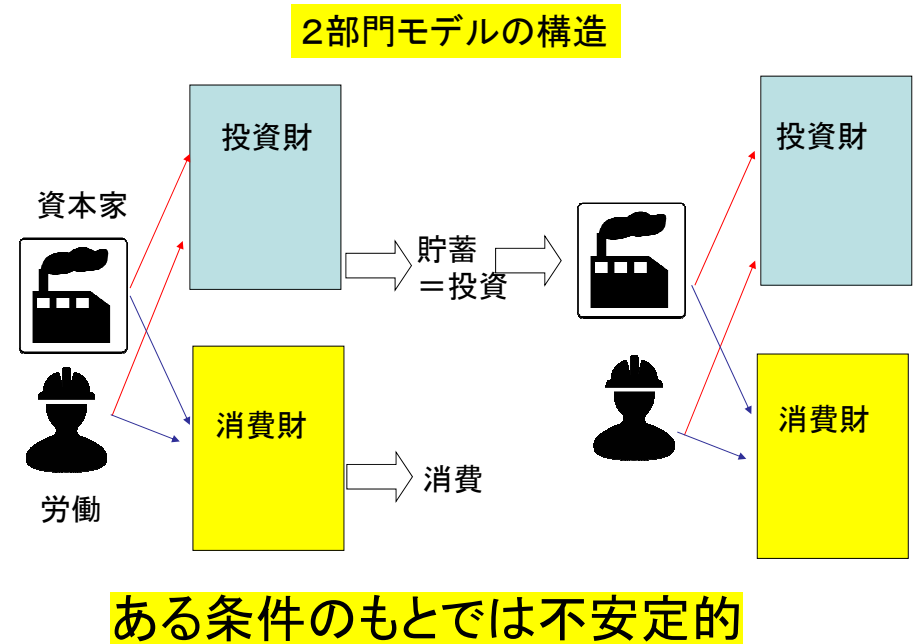 ２部門モデルの構造
投資財
投資財
資本家
貯蓄
＝投資
消費財
消費財
消費
労働
ある条件のもとでは不安定的